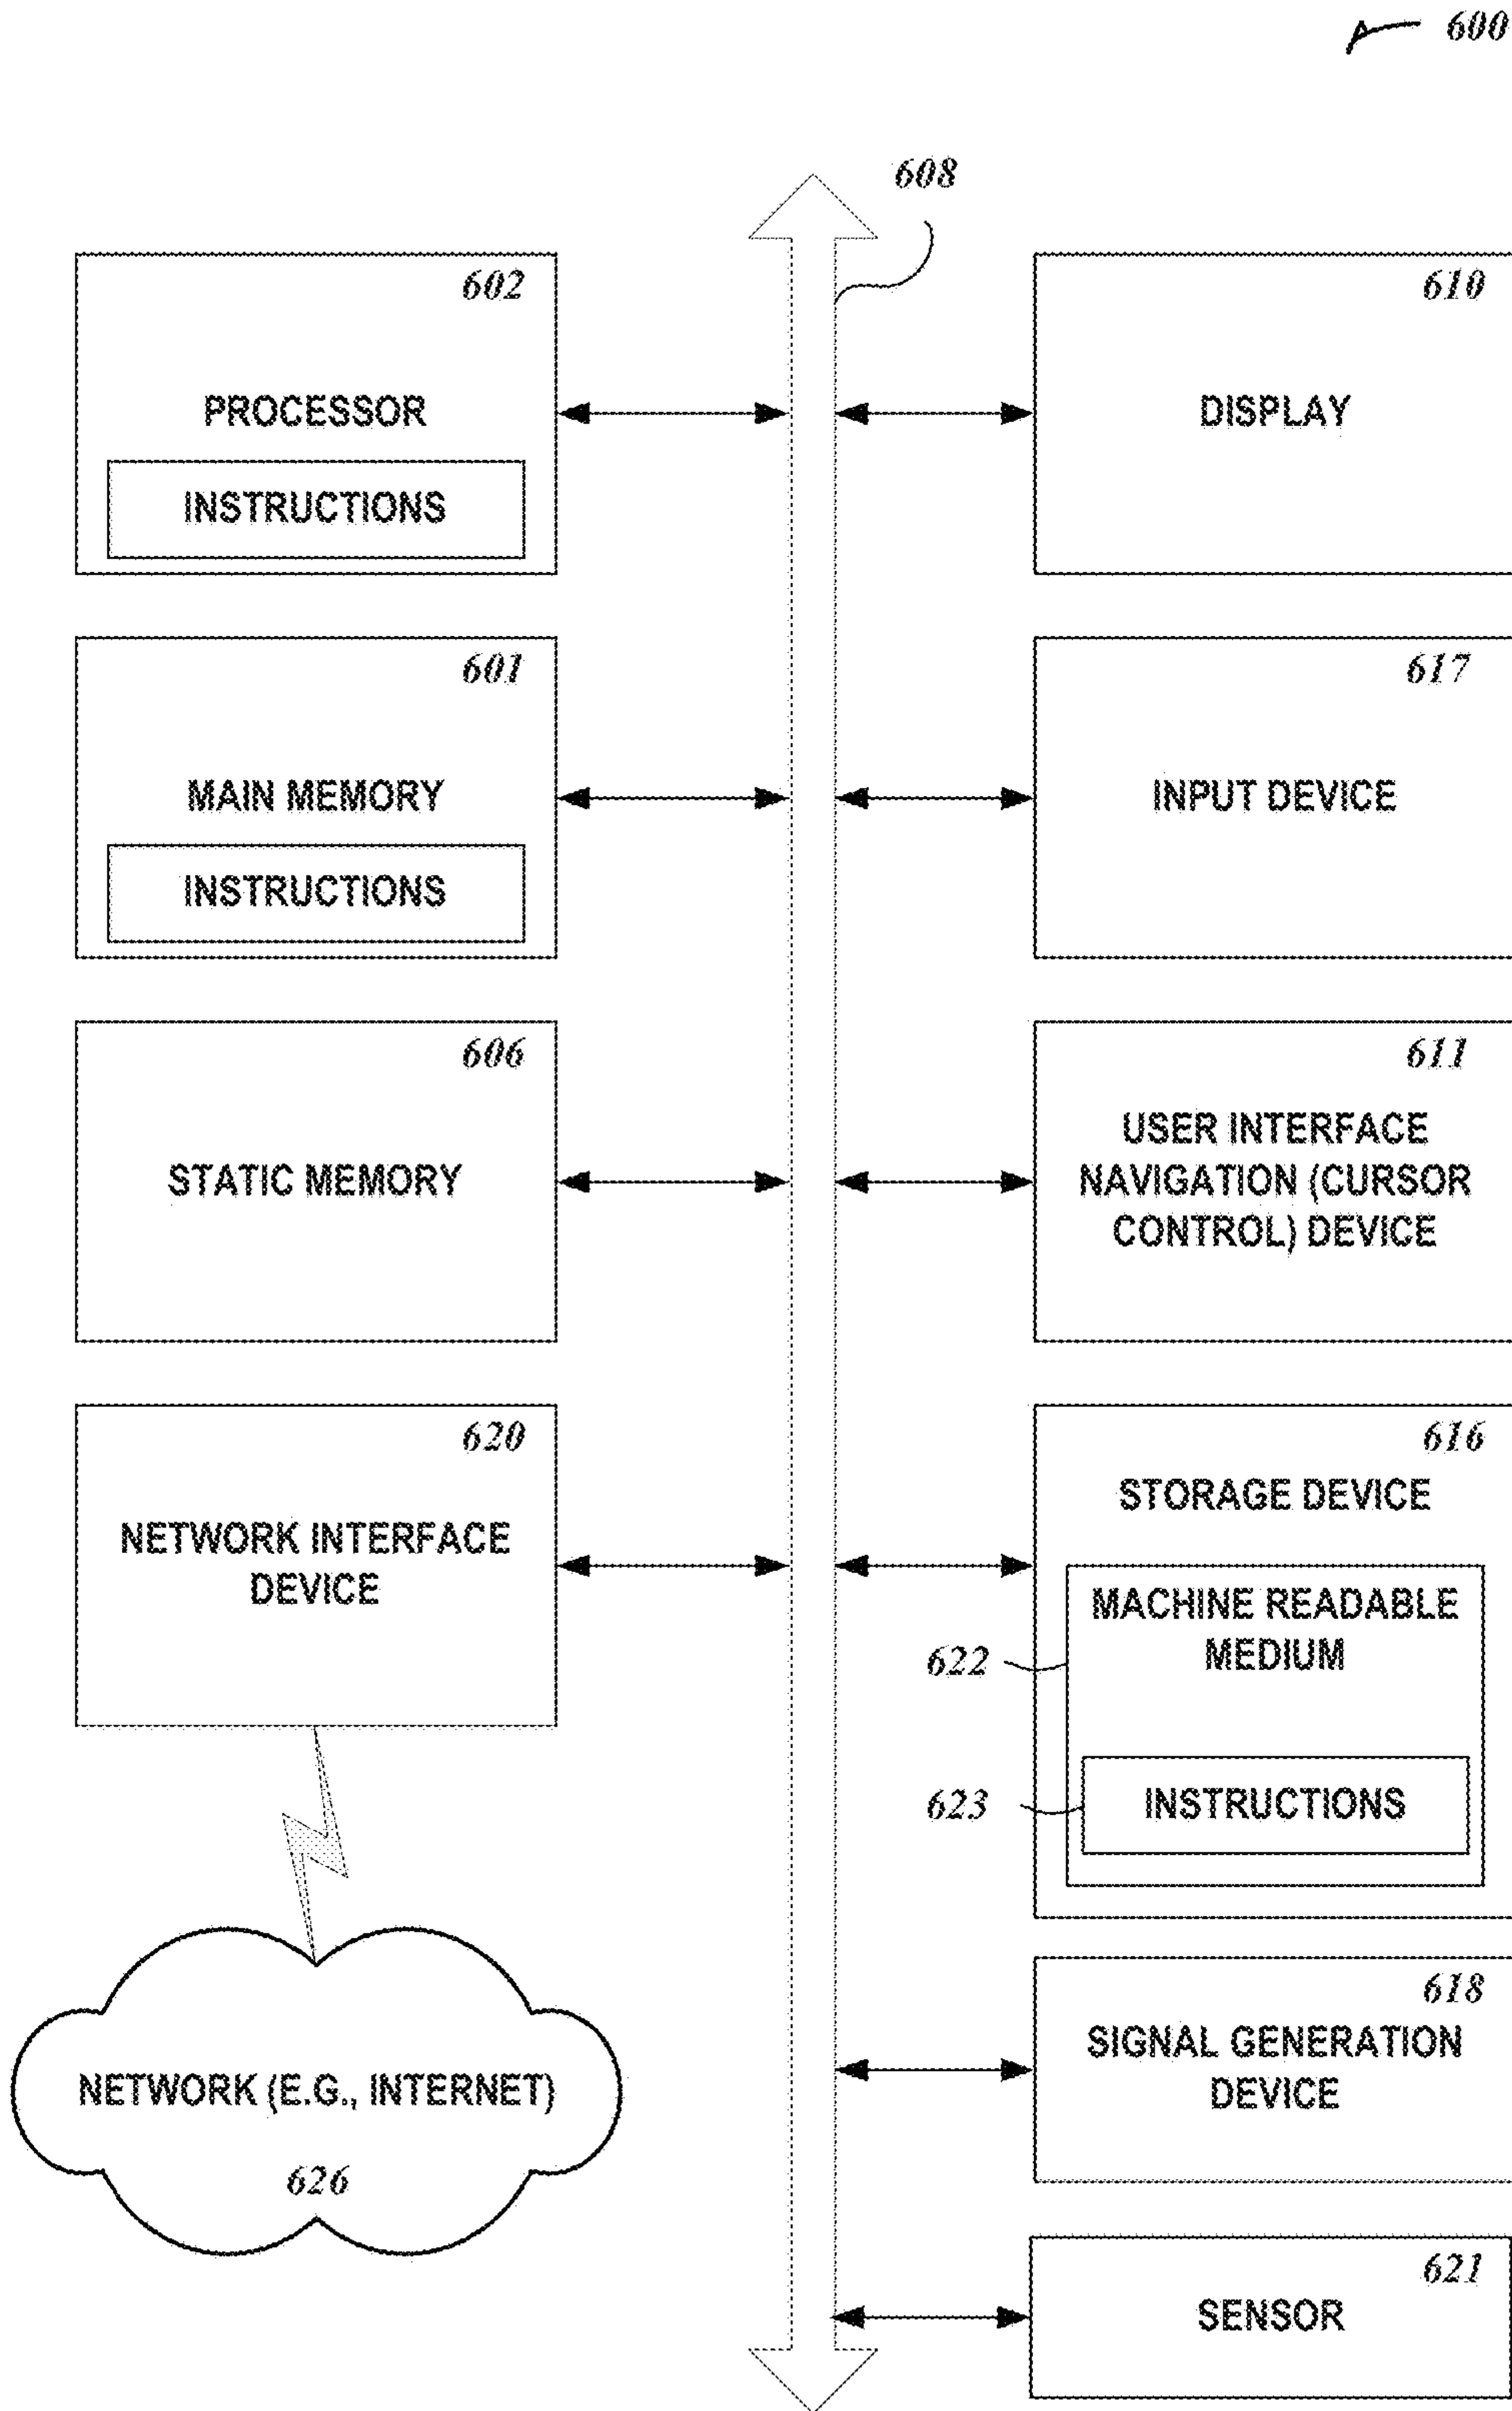 600
608
602
PROCESSOR
INSTRUCTIONS
601
MAIN MEMORY
INSTRUCTIONS
606
STATIC MEMORY
620
NETWORK INTERFACE
DEVICE
NETWORK (E.G., INTERNET)
626
610
DISPLAY
617
INPUT DEVICE
611
USER INTERFACE
NAVIGATION (CURSOR
CONTROL) DEVICE
616
STORAGE DEVICE
MACHINE READABLE
MEDIUM
622
623
INSTRUCTIONS
618
SIGNAL GENERATION
DEVICE
621
SENSOR